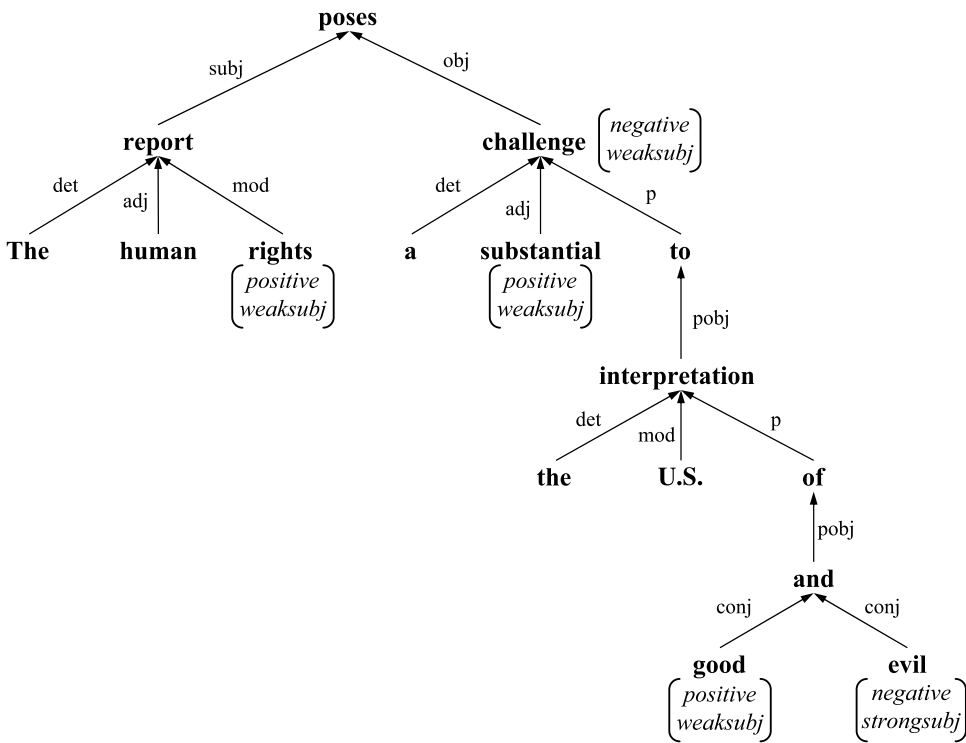 poses
subj
obj
report
challenge
negative
weaksubj
det
adj
mod
det
adj
p
The
human
rights
a
substantial
to
positive
weaksubj
positive
weaksubj
pobj
interpretation
det
mod
p
the
U.S.
of
pobj
and
conj
conj
good
evil
positive
weaksubj
negative
strongsubj